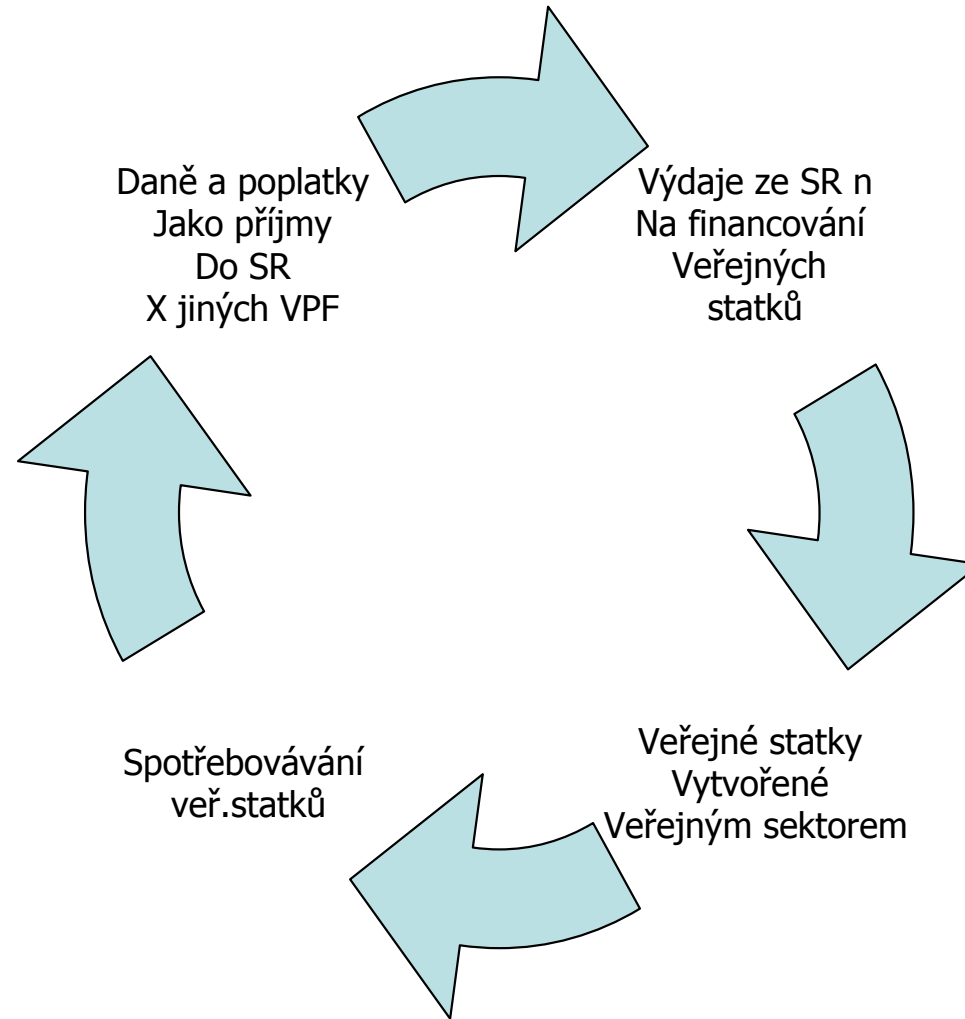 Daně a poplatky
Jako příjmy
Do SR
X jiných VPF
Výdaje ze SR n
Na financování
Veřejných
statků
Veřejné statky
Vytvořené
Veřejným sektorem
Spotřebovávání
veř.statků